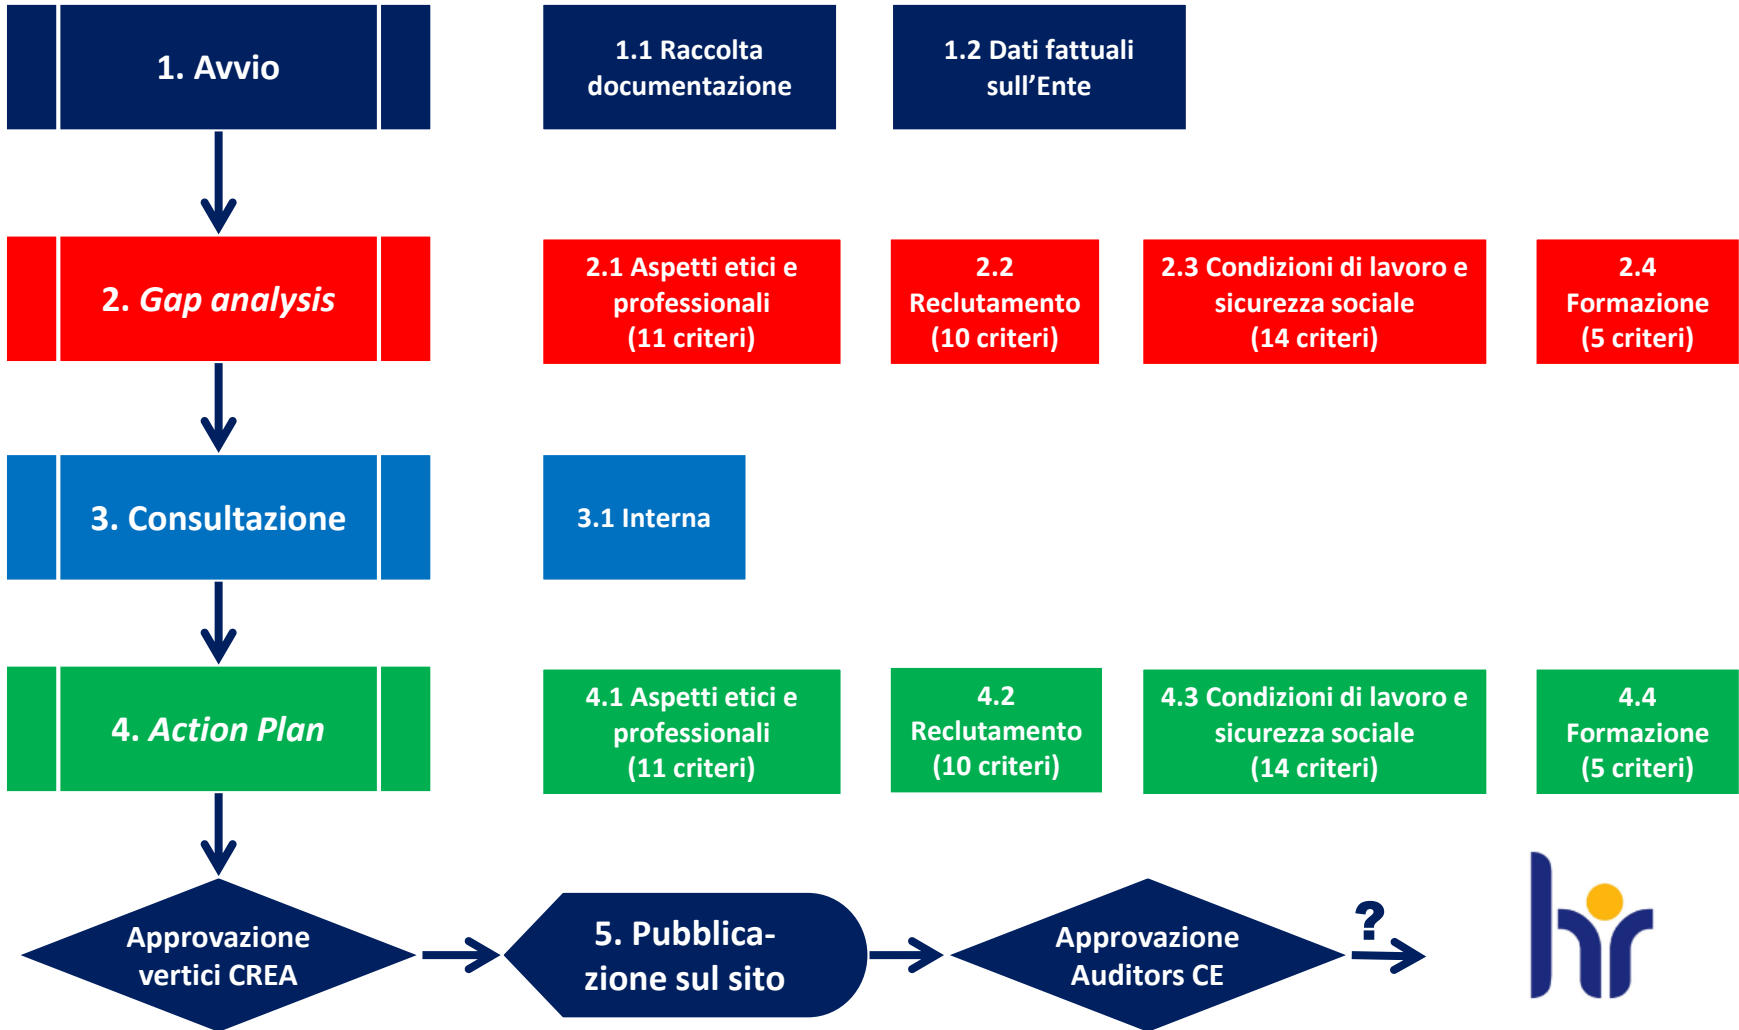 1. Avvio
1.1 Raccolta
documentazione
1.2 Dati fattuali
sull'Ente
2. Gap analysis
2.1 Aspetti etici e
professionali
(11 criteri)
2.2
Reclutamento
(10 criteri)
2.3 Condizioni di lavoro e
sicurezza sociale
(14 criteri)
2.4
Formazione
(5 criteri)
3. Consultazione
3.1 Interna
4. Action Plan
4.1 Aspetti etici e
professionali
(11 criteri)
4.2
Reclutamento
(10 criteri)
4.3 Condizioni di lavoro e
sicurezza sociale
(14 criteri)
4.4
Formazione
(5 criteri)
Approvazione
vertici CREA
5. Pubblica-
zione sul sito
Approvazione
Auditors CE
?
hr